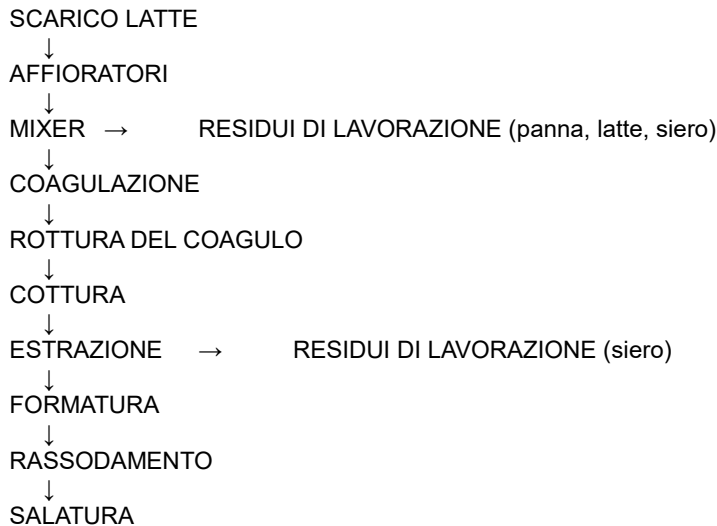 SCARICO LATTE
↓
AFFIORATORI
↓
MIXER → RESIDUI DI LAVORAZIONE (panna, latte, siero)
↓
COAGULAZIONE
↓
ROTTURA DEL COAGULO
↓
COTTURA
↓
ESTRAZIONE → RESIDUI DI LAVORAZIONE (siero)
↓
FORMATURA
↓
RASSODAMENTO
↓
SALATURA